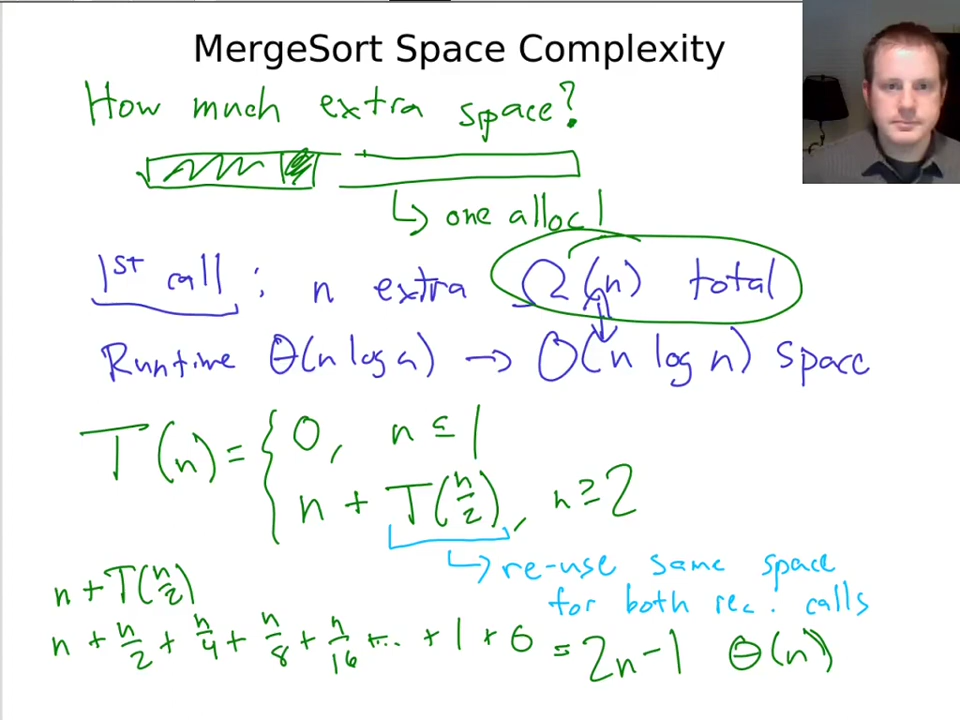 MergeSort Space Complexity
How much extra space?
↳ one alloc!
1st call : n extra Ω(n) total
Runtime Θ(n log n) → O(n log n) space
T(n) = { 0, n ≤ 1
n + T(n/2), n ≥ 2
↳ re-use same space
for both rec. calls
n + T(n/2)
n + n/2 + n/4 + n/8 + n/16 + ... + 1 + 0 = 2n - 1 Θ(n)